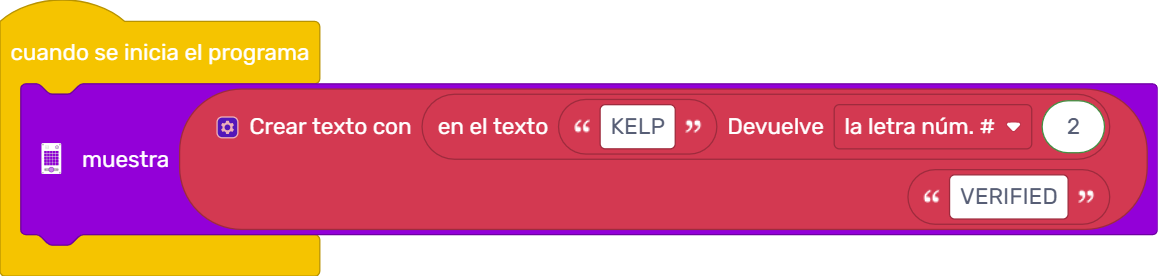 cuando se inicia el programa
muestra Crear texto con en el texto “ KELP ” Devuelve la letra núm. # 2
“ VERIFIED ”